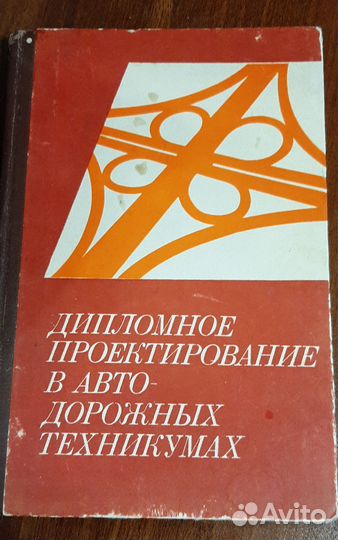 ДИПЛОМНОЕ
ПРОЕКТИРОВАНИЕ
В АВТО-
ДОРОЖНЫХ
ТЕХНИКУМАХ
Avito